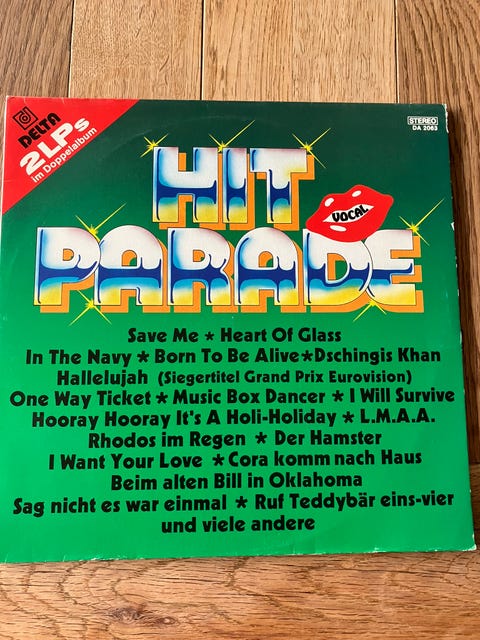 DELTA
2 LPs
im Doppelalbum
STEREO
DA 2063
HIT
PARADE
VOCAL
Save Me ★ Heart Of Glass
In The Navy ★ Born To Be Alive ★ Dschingis Khan
Hallelujah (Siegertitel Grand Prix Eurovision)
One Way Ticket ★ Music Box Dancer ★ I Will Survive
Hooray Hooray It's A Holi-Holiday ★ L.M.A.A.
Rhodos im Regen ★ Der Hamster
I Want Your Love ★ Cora komm nach Haus
Beim alten Bill in Oklahoma
Sag nicht es war einmal ★ Ruf Teddybär eins-vier
und viele andere